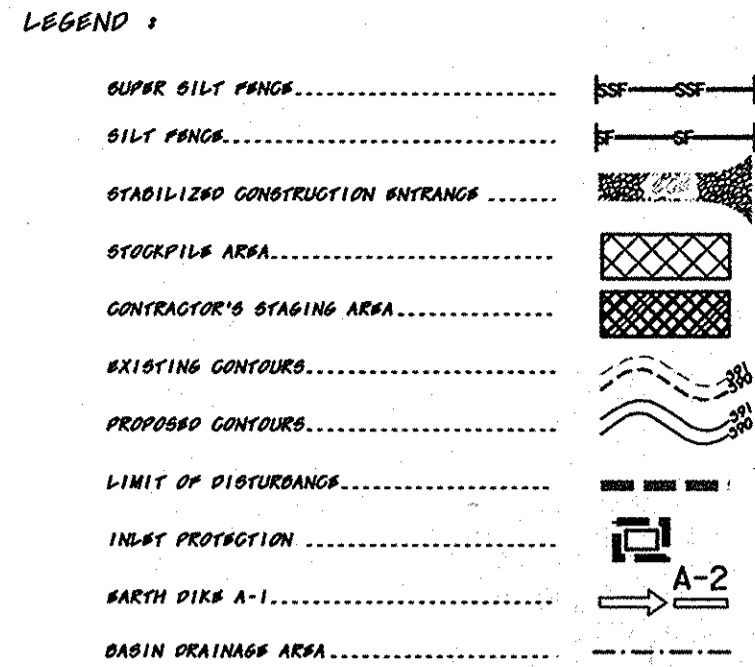 LEGEND :
SUPER SILT FENCE SSF SSF
SILT FENCE SF SF
STABILIZED CONSTRUCTION ENTRANCE SCE
STOCKPILE AREA
CONTRACTOR'S STAGING AREA
EXISTING CONTOURS 391 390
PROPOSED CONTOURS 391 390
LIMIT OF DISTURBANCE
INLET PROTECTION
EARTH DIKE A-1 A-2
BASIN DRAINAGE AREA